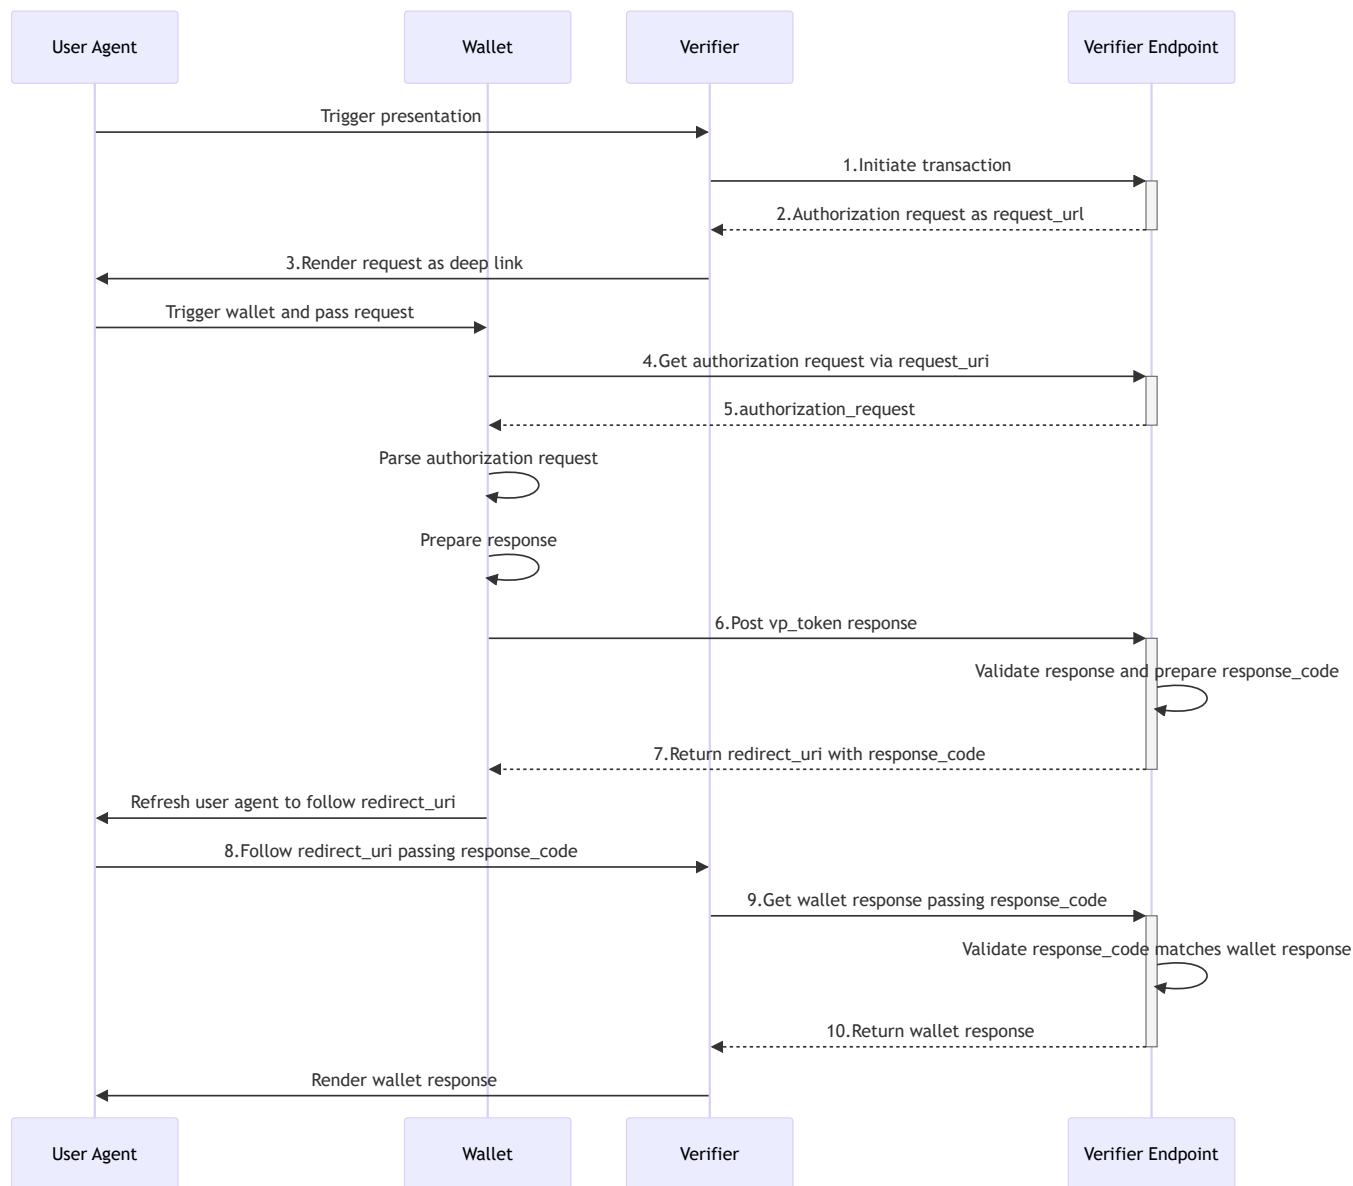 User Agent
Wallet
Verifier
Verifier Endpoint
Trigger presentation
1.Initiate transaction
2.Authorization request as request_url
3.Render request as deep link
Trigger wallet and pass request
4.Get authorization request via request_uri
5.authorization_request
Parse authorization request
Prepare response
6.Post vp_token response
Validate response and prepare response_code
7.Return redirect_uri with response_code
Refresh user agent to follow redirect_uri
8.Follow redirect_uri passing response_code
9.Get wallet response passing response_code
Validate response_code matches wallet response
10.Return wallet response
Render wallet response
User Agent
Wallet
Verifier
Verifier Endpoint